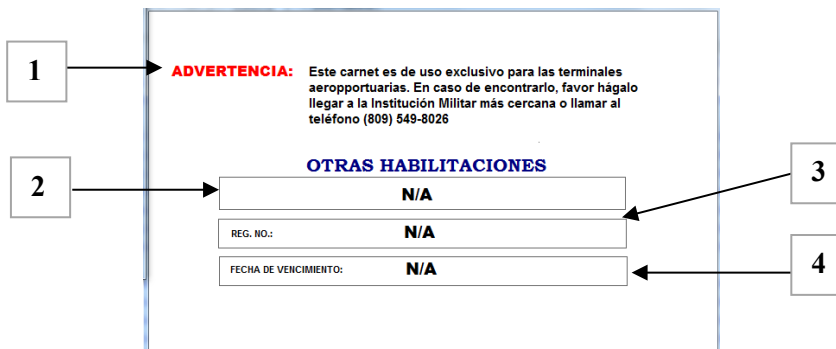 1
ADVERTENCIA: Este carnet es de uso exclusivo para las terminales
aeropportuarias. En caso de encontrarlo, favor hágalo
llegar a la Institución Militar más cercana o llamar al
teléfono (809) 549-8026
OTRAS HABILITACIONES
2
N/A
3
REG. NO.: N/A
FECHA DE VENCIMIENTO: N/A
4